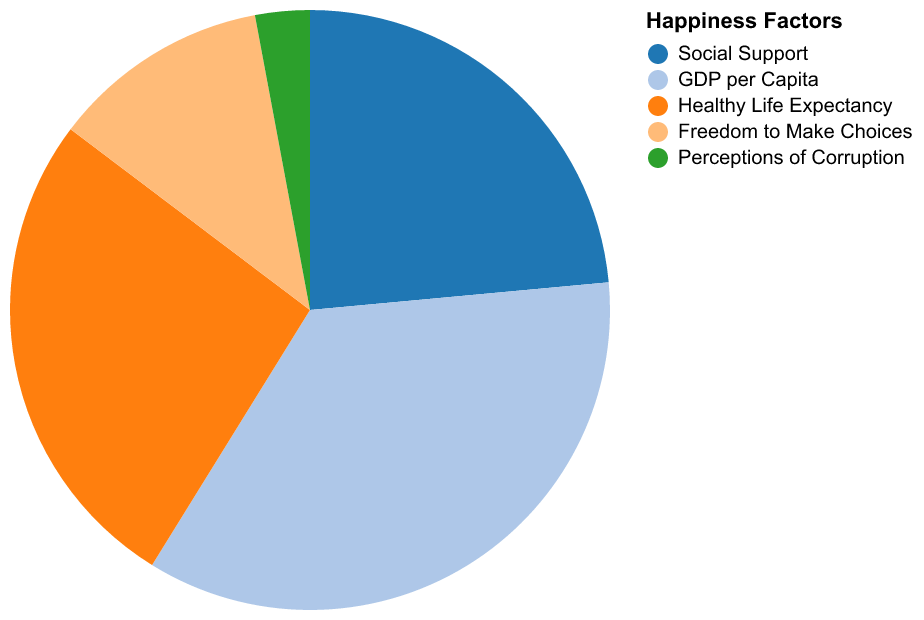 Happiness Factors
Social Support
GDP per Capita
Healthy Life Expectancy
Freedom to Make Choices
Perceptions of Corruption